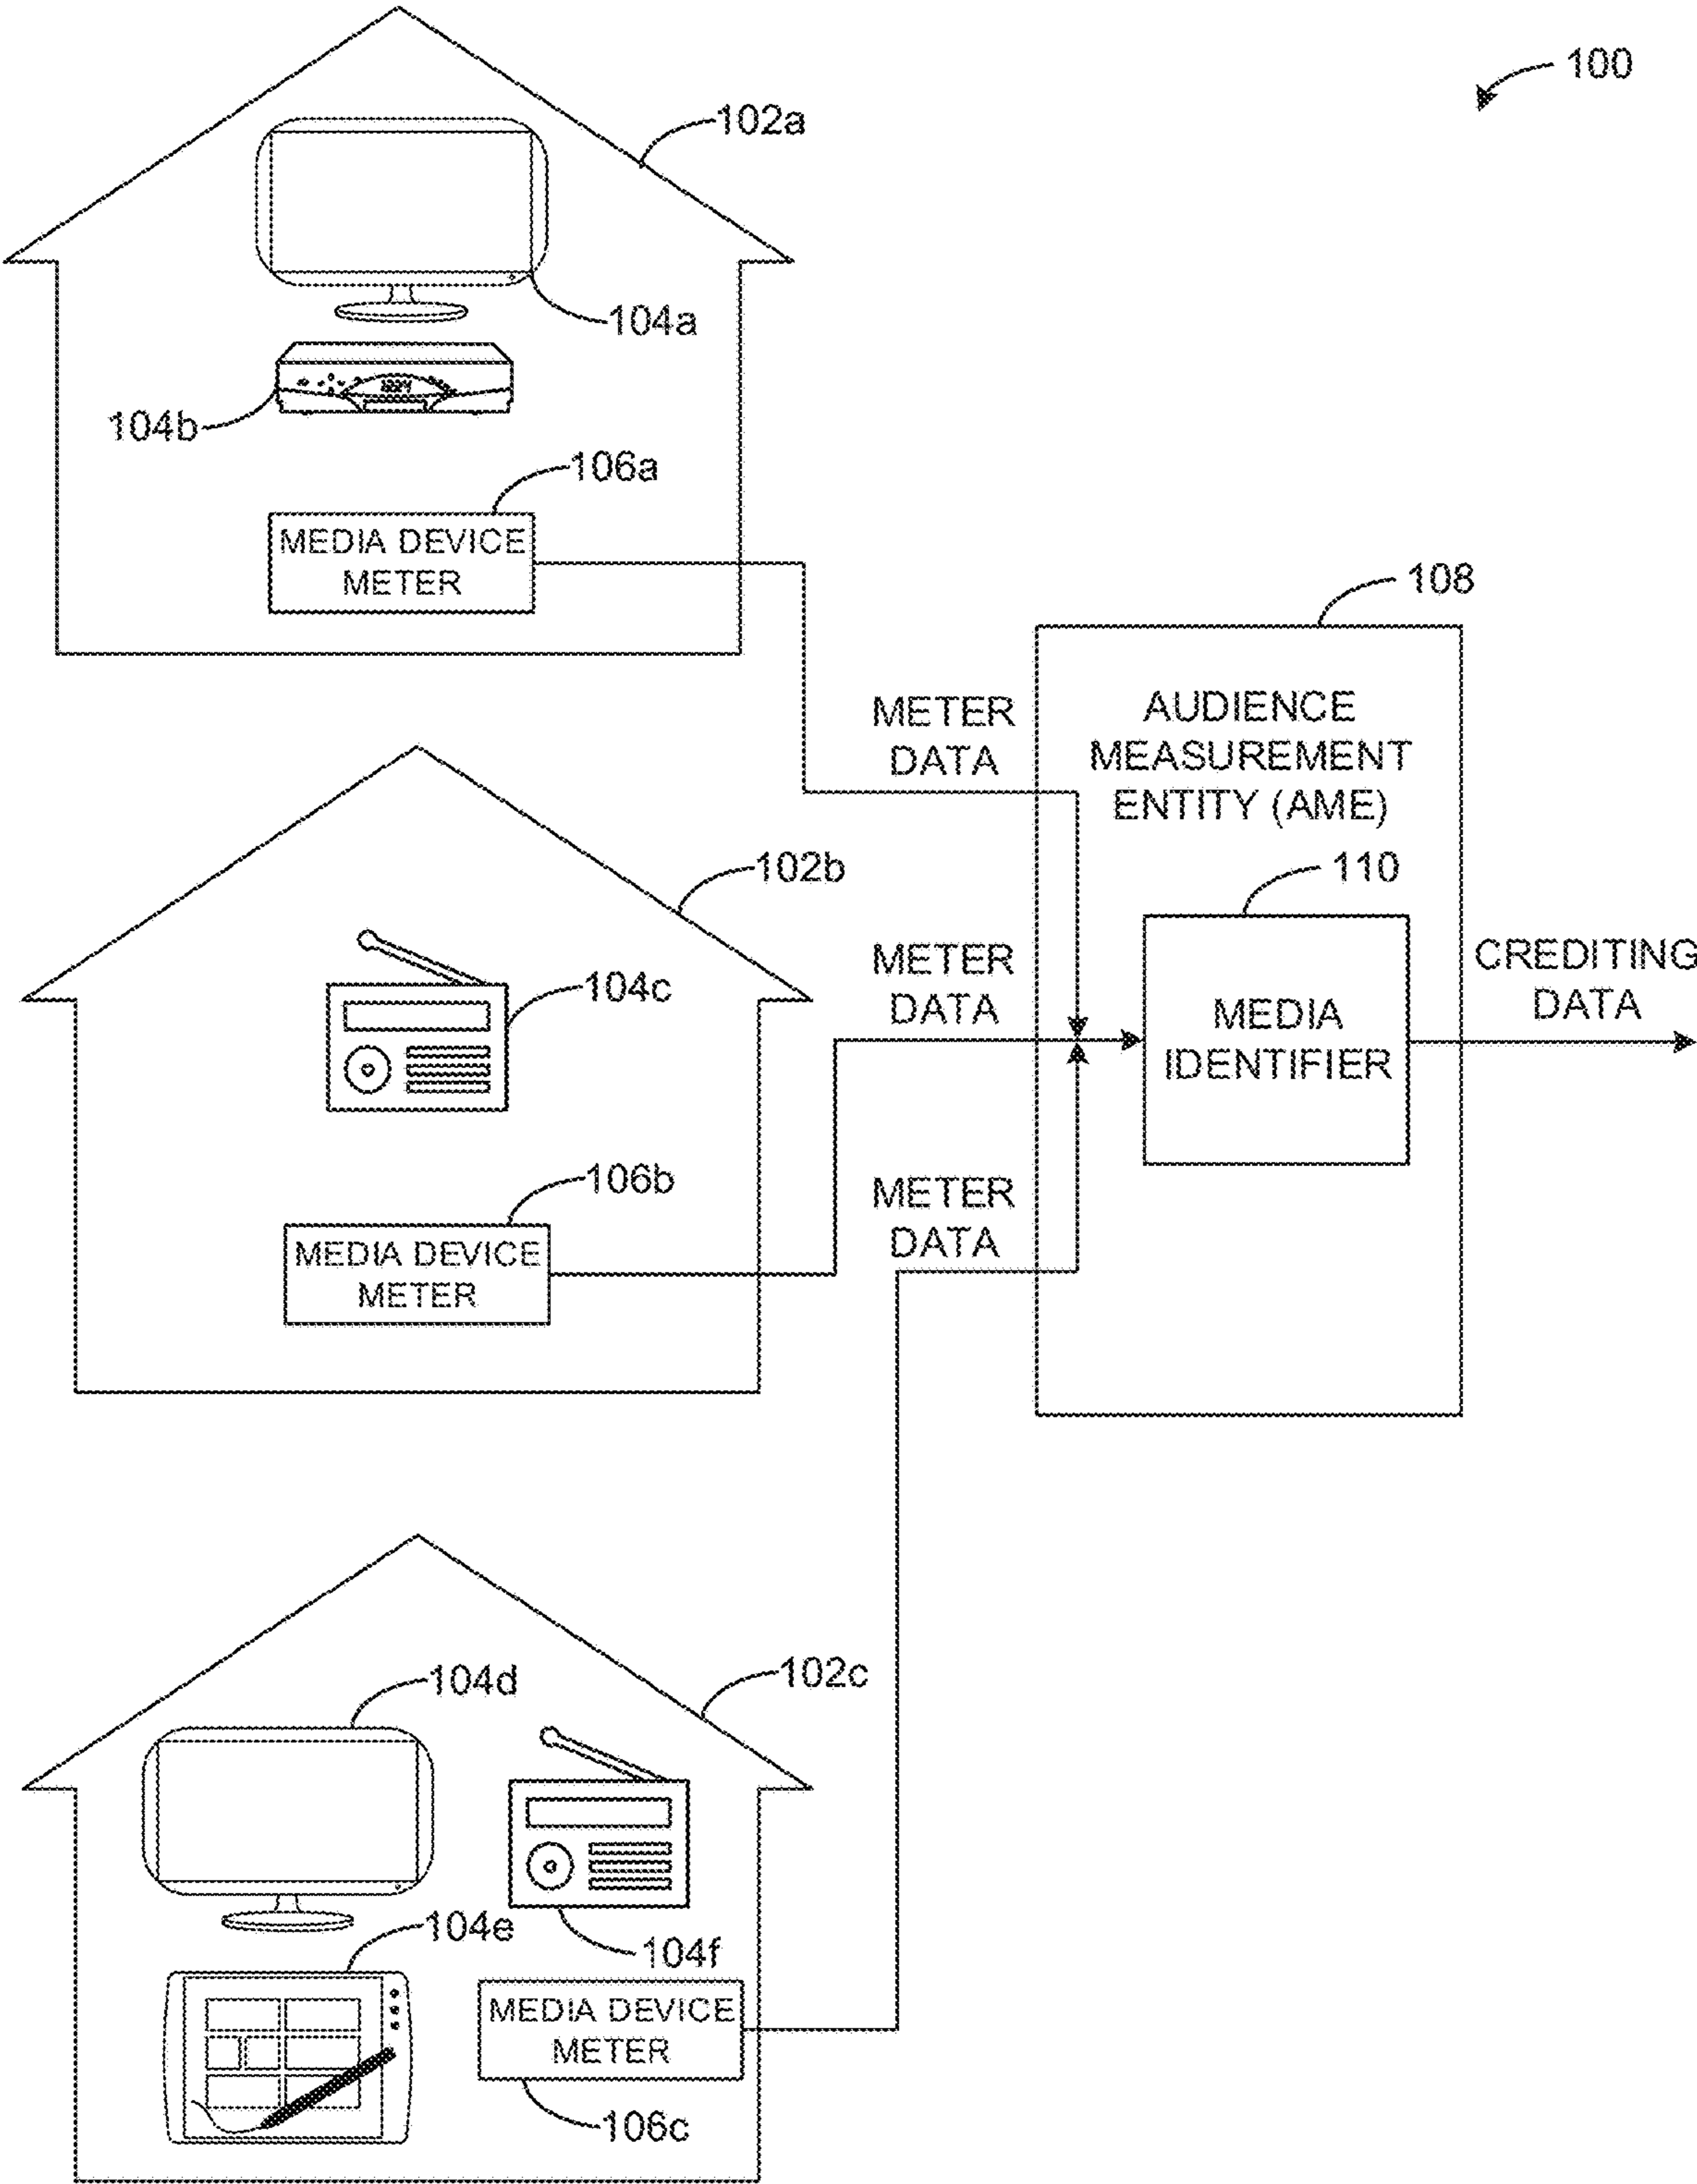 100
102a
104a
104b
106a
MEDIA DEVICE
METER
108
METER
DATA
AUDIENCE
MEASUREMENT
ENTITY (AME)
102b
110
104c
METER
DATA
MEDIA
IDENTIFIER
CREDITING
DATA
106b
METER
DATA
MEDIA DEVICE
METER
102c
104d
104e
104f
MEDIA DEVICE
METER
106c